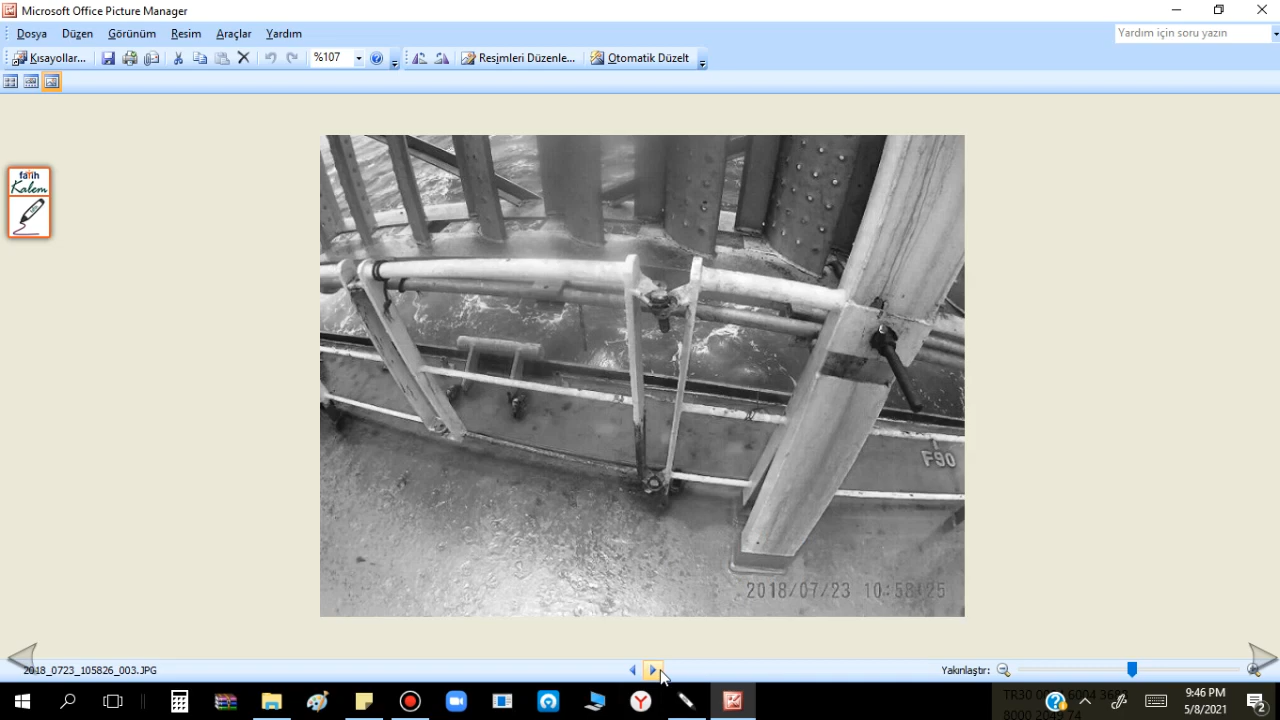 Microsoft Office Picture Manager
Dosya Düzen Görünüm Resim Araçlar Yardım
Yardım için soru yazın
Kısayollar... %107 Resimleri Düzenle... Otomatik Düzelt
fatih
Kalem
F90
2018/07/23 10:58:25
2018_0723_105826_003.JPG
Yakınlaştır:
9:46 PM
5/8/2021
2